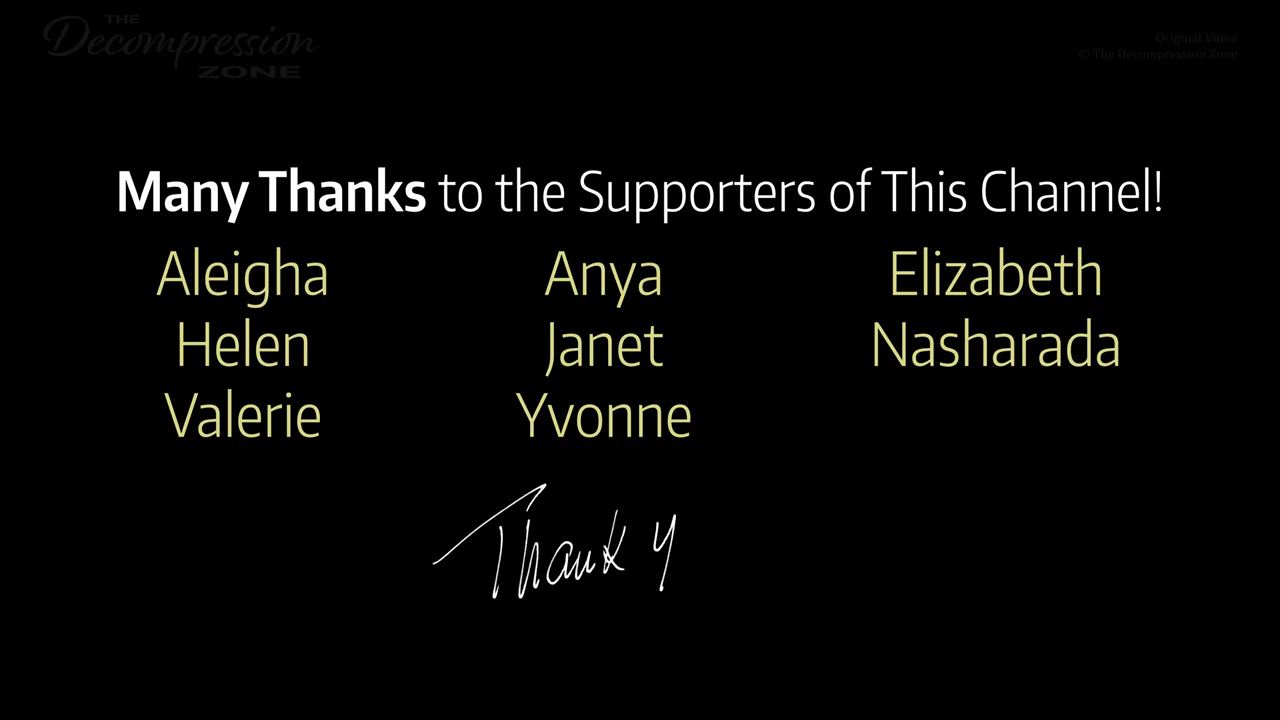 THE
Decompression
ZONE
Original Video
© The Decompression Zone
Many Thanks to the Supporters of This Channel!
Aleigha Anya Elizabeth
Helen Janet Nasharada
Valerie Yvonne
Thank y